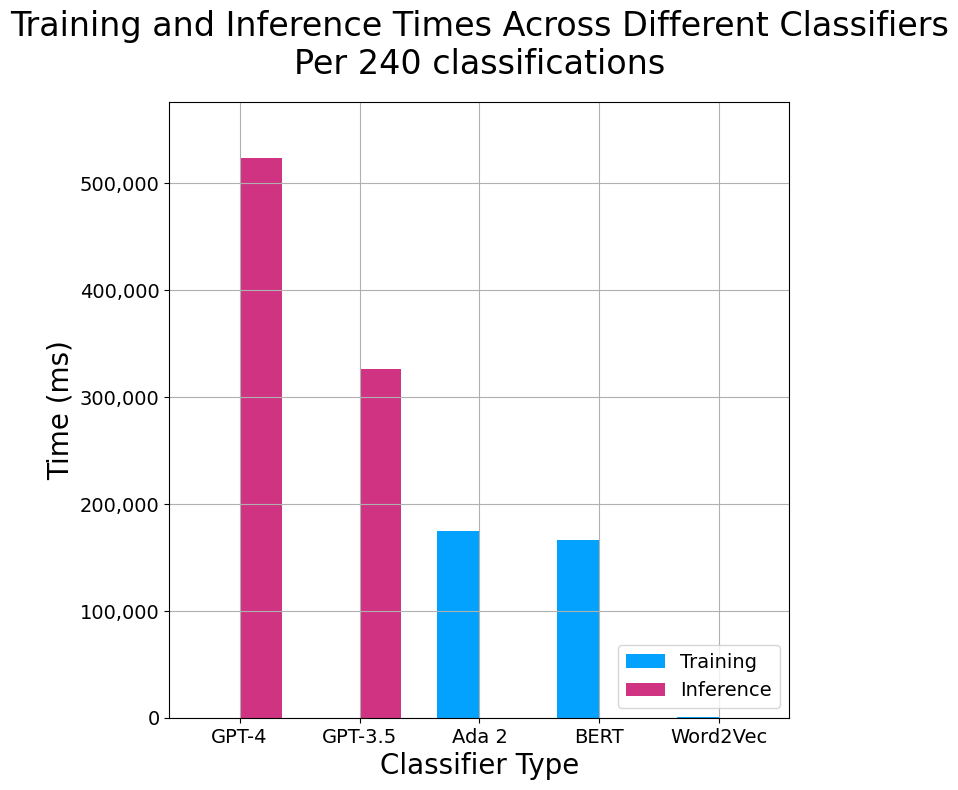 Training and Inference Times Across Different Classifiers
Per 240 classifications
500,000
400,000
300,000
200,000
100,000
0
Time (ms)
Training
Inference
GPT-4
GPT-3.5
Ada 2
BERT
Word2Vec
Classifier Type